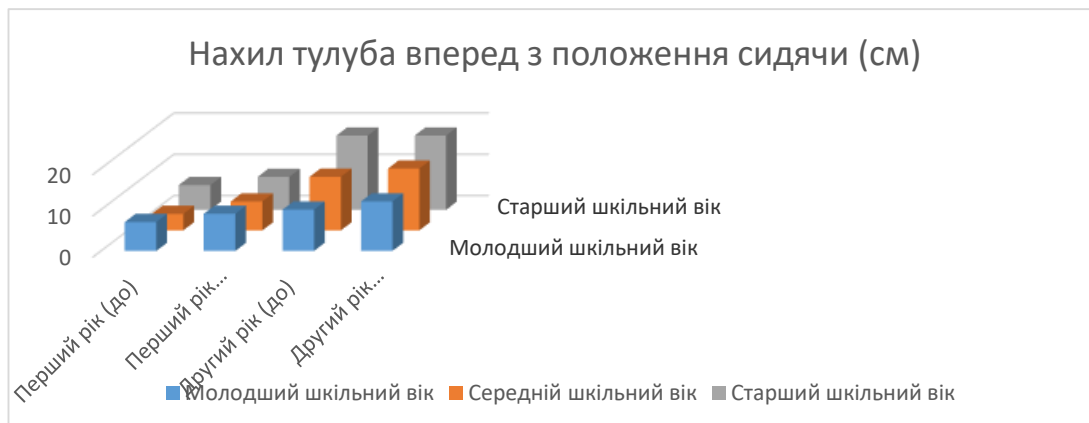 Нахил тулуба вперед з положення сидячи (см)
20
10
0
Старший шкільний вік
Молодший шкільний вік
Перший рік (до)
Перший рік...
Другий рік (до)
Другий рік...
Молодший шкільний вік
Середній шкільний вік
Старший шкільний вік